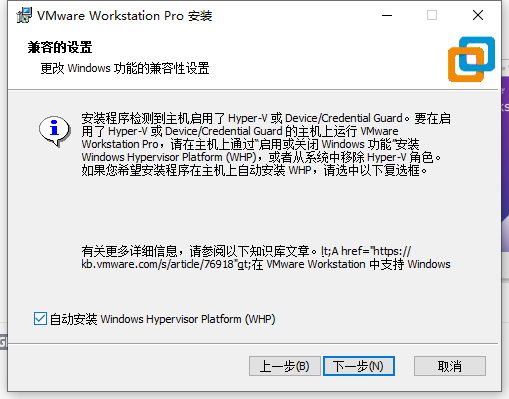 VMware Workstation Pro 安装
兼容的设置
更改 Windows 功能的兼容性设置
安装程序检测到主机启用了 Hyper-V 或 Device/Credential Guard。要在启
用了 Hyper-V 或 Device/Credential Guard 的主机上运行 VMware
Workstation Pro，请在主机上通过“启用或关闭 Windows 功能”安装
Windows Hypervisor Platform (WHP)，或者从系统中移除 Hyper-V 角色。
如果您希望安装程序在主机上自动安装 WHP，请选中以下复选框。
有关更多详细信息，请参阅以下知识库文章。lt;A href="https://
kb.vmware.com/s/article/76918"gt;在 VMware Workstation 中支持 Windows
自动安装 Windows Hypervisor Platform (WHP)
上一步(B) 下一步(N) 取消